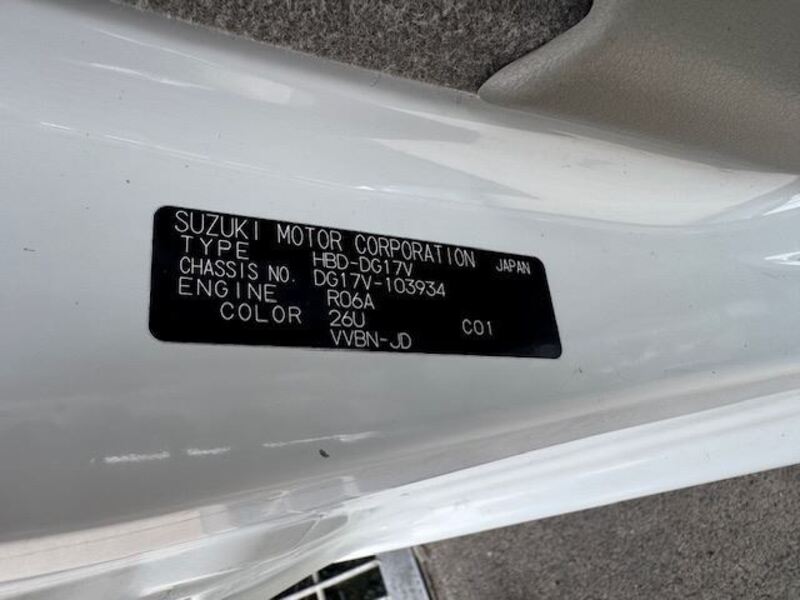 SUZUKI MOTOR CORPORATION JAPAN
TYPE HBD-DG17V
CHASSIS NO. DG17V-103934
ENGINE R06A
COLOR 26U C01
VVBN-JD